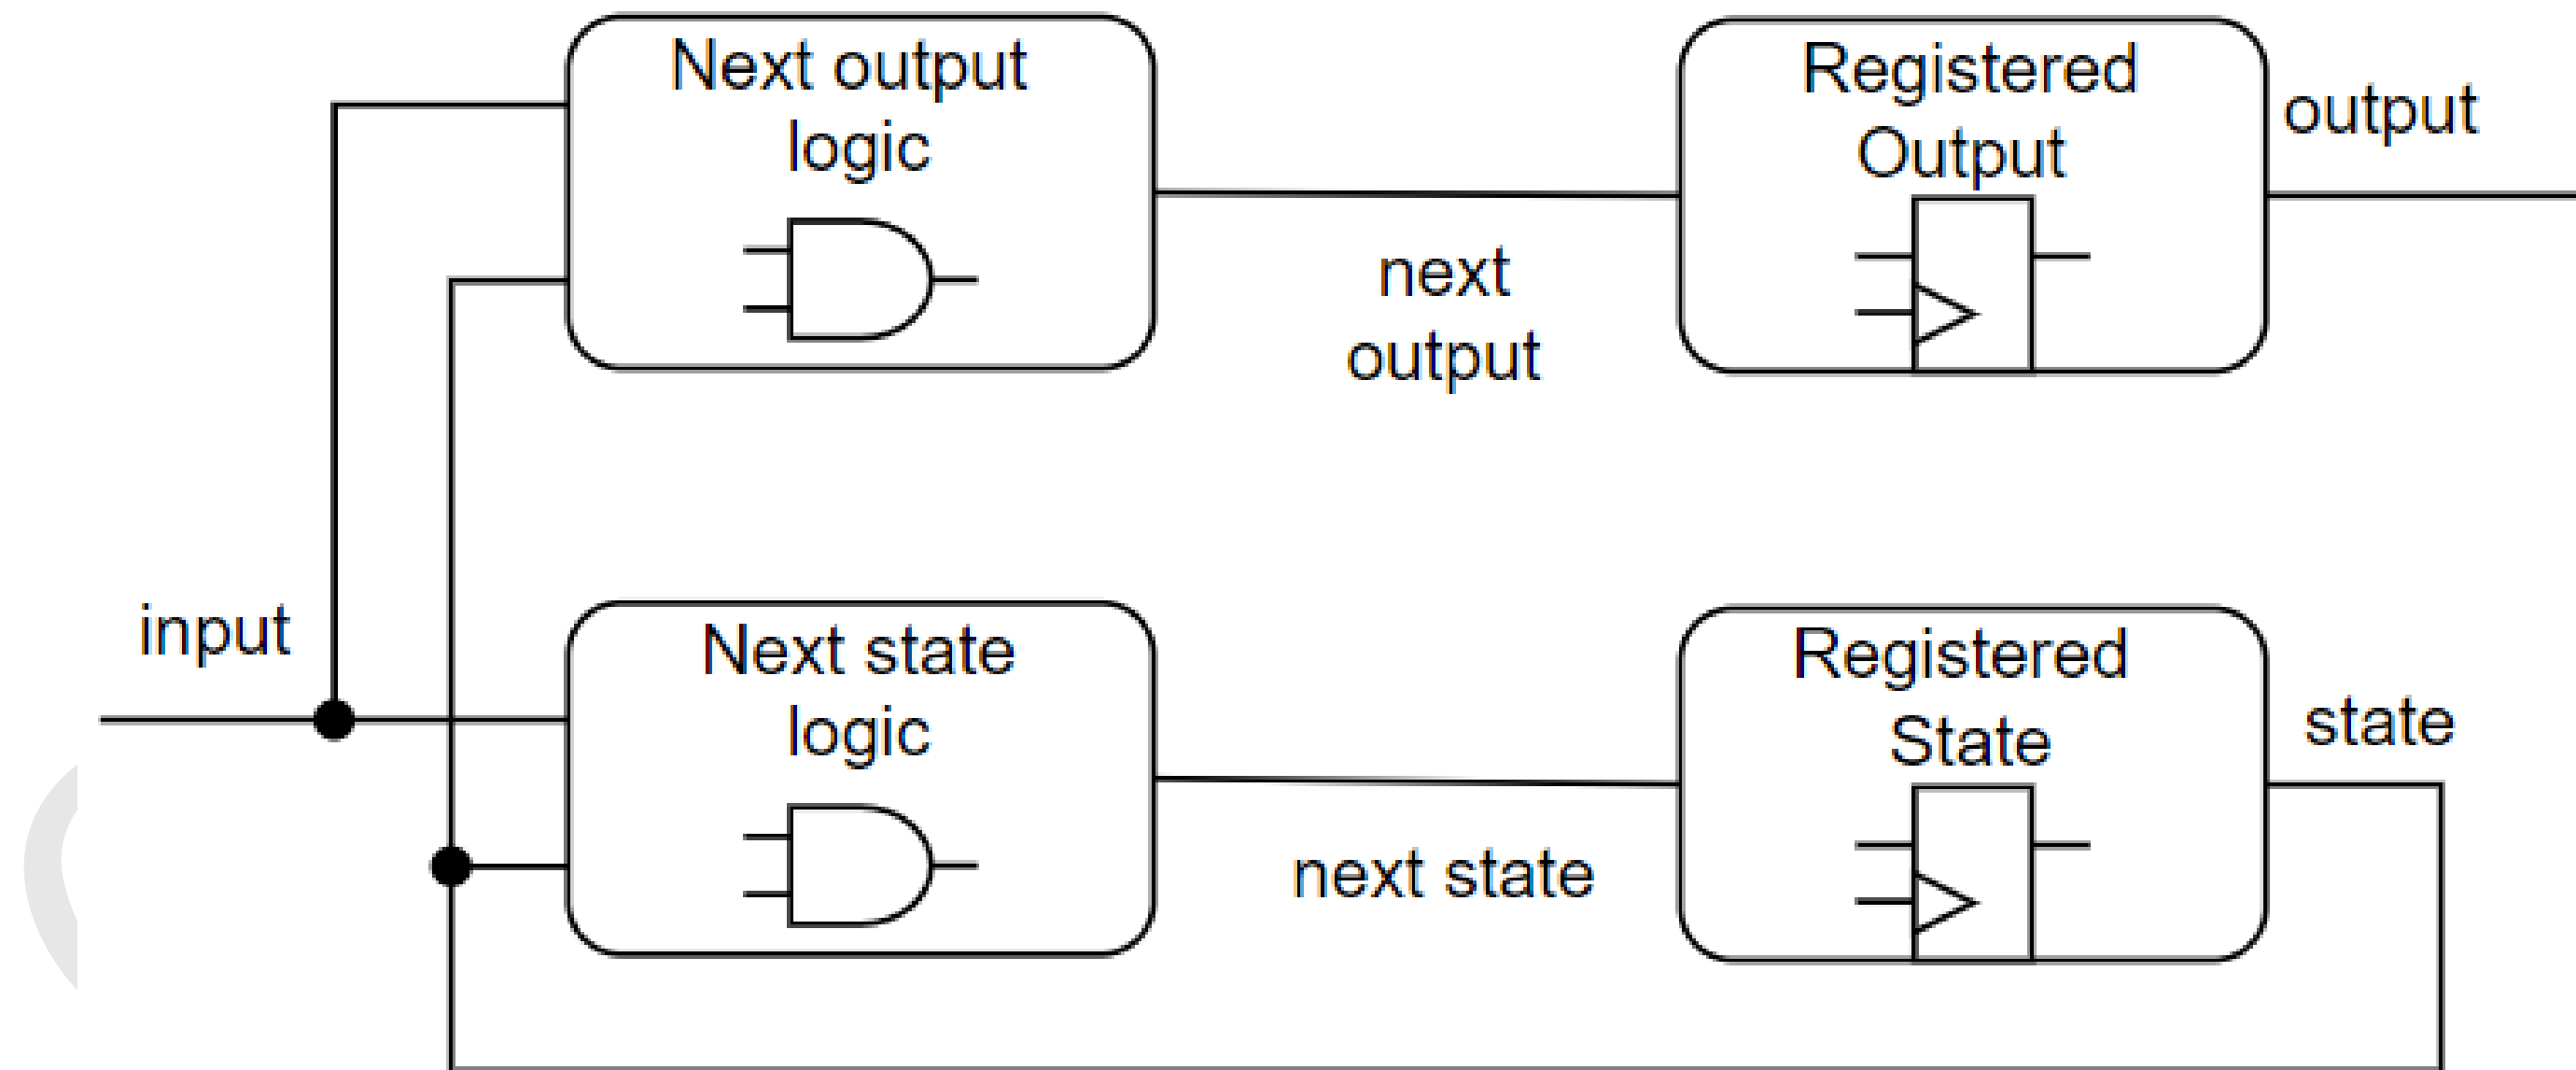 Next output
logic
Registered
Output
output
next
output
input
Next state
logic
Registered
State
state
next state